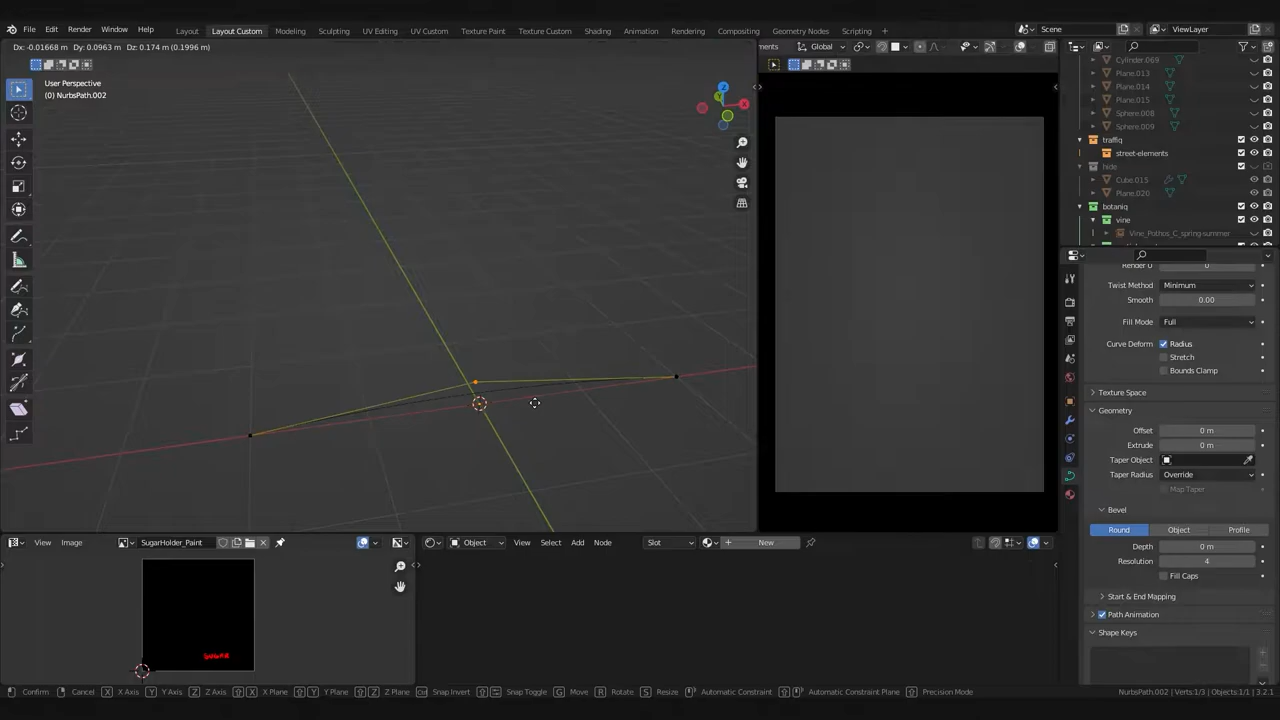 File Edit Render Window Help Layout Layout Custom Modeling Sculpting UV Editing UV Custom Texture Paint Texture Custom Shading Animation Rendering Compositing Geometry Nodes Scripting Scene ViewLayer
Dx: -0.01668 m Dy: 0.0963 m Dz: 0.174 m (0.1996 m)
ments Global
User Perspective
(0) NurbsPath.002
Z
Y
X
Cylinder.069
Plane.013
Plane.014
Plane.015
Sphere.008
Sphere.009
traffiq
street-elements
hide
Cube.015
Plane.020
botaniq
vine
Vine_Pothos_C_spring-summer
Twist Method Minimum
Smooth 0.00
Fill Mode Full
Curve Deform Radius
Stretch
Bounds Clamp
Texture Space
Geometry
Offset 0 m
Extrude 0 m
Taper Object
Taper Radius Override
Map Taper
Bevel
Round Object Profile
Depth 0 m
Resolution 4
Fill Caps
Start & End Mapping
Path Animation
Shape Keys
View Image SugarHolder_Paint
Object View Select Add Node Slot New
Confirm Cancel X X Axis Y Y Axis Z Z Axis X X Plane Y Y Plane Z Z Plane Snap Invert Snap Toggle G Move R Rotate S Resize Automatic Constraint Automatic Constraint Plane Precision Mode
NurbsPath.002 | Verts:1/3 | Objects:1/1 | 3.2.1